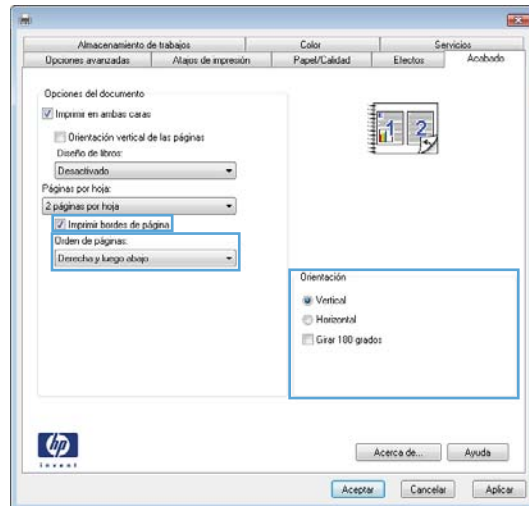 Almacenamiento de trabajos Color Servicios
Opciones avanzadas Atajos de impresión Papel/Calidad Efectos Acabado
Opciones del documento
Imprimir en ambas caras
Orientación vertical de las páginas
Diseño de libros:
Desactivado
Páginas por hoja:
2 páginas por hoja
Imprimir bordes de página
Orden de páginas:
Derecha y luego abajo
1 2
Orientación
Vertical
Horizontal
Girar 180 grados
hp
invent
Acerca de... Ayuda
Aceptar Cancelar Aplicar